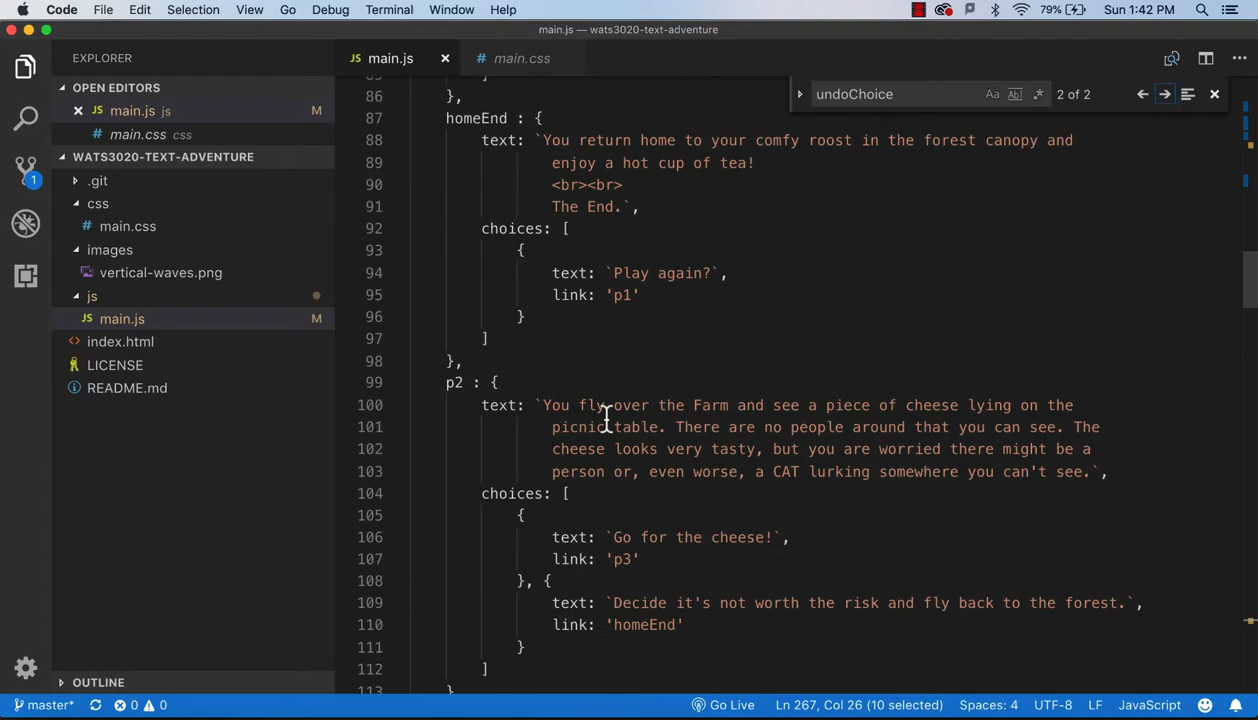 Code File Edit Selection View Go Debug Terminal Window Help 79% Sun 1:42 PM
main.js — wats3020-text-adventure
EXPLORER
OPEN EDITORS
JS main.js js M
# main.css css
WATS3020-TEXT-ADVENTURE
.git
css
# main.css
images
vertical-waves.png
js
JS main.js M
<> index.html
LICENSE
README.md
OUTLINE
1
JS main.js
# main.css
undoChoice Aa Abl .* 2 of 2
85 ]
86 },
87 homeEnd : {
88 text: `You return home to your comfy roost in the forest canopy and
89 enjoy a hot cup of tea!
90 <br><br>
91 The End.`,
92 choices: [
93 {
94 text: `Play again?`,
95 link: 'p1'
96 }
97 ]
98 },
99 p2 : {
100 text: `You fly over the Farm and see a piece of cheese lying on the
101 picnic table. There are no people around that you can see. The
102 cheese looks very tasty, but you are worried there might be a
103 person or, even worse, a CAT lurking somewhere you can't see.`,
104 choices: [
105 {
106 text: `Go for the cheese!`,
107 link: 'p3'
108 }, {
109 text: `Decide it's not worth the risk and fly back to the forest.`,
110 link: 'homeEnd'
111 }
112 ]
113 }
master* 0 0 Go Live Ln 267, Col 26 (10 selected) Spaces: 4 UTF-8 LF JavaScript